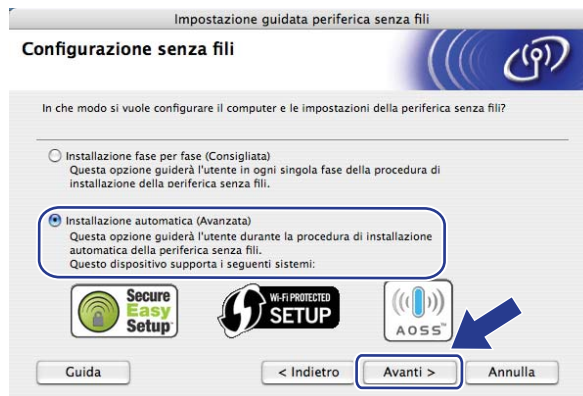 Impostazione guidata periferica senza fili
Configurazione senza fili
In che modo si vuole configurare il computer e le impostazioni della periferica senza fili?
Installazione fase per fase (Consigliata)
Questa opzione guiderà l'utente in ogni singola fase della procedura di
installazione della periferica senza fili.
Installazione automatica (Avanzata)
Questa opzione guiderà l'utente durante la procedura di installazione
automatica della periferica senza fili.
Questo dispositivo supporta i seguenti sistemi:
Secure
Easy
Setup™
WI-FI PROTECTED
SETUP
AOSS™
Guida
< Indietro
Avanti >
Annulla